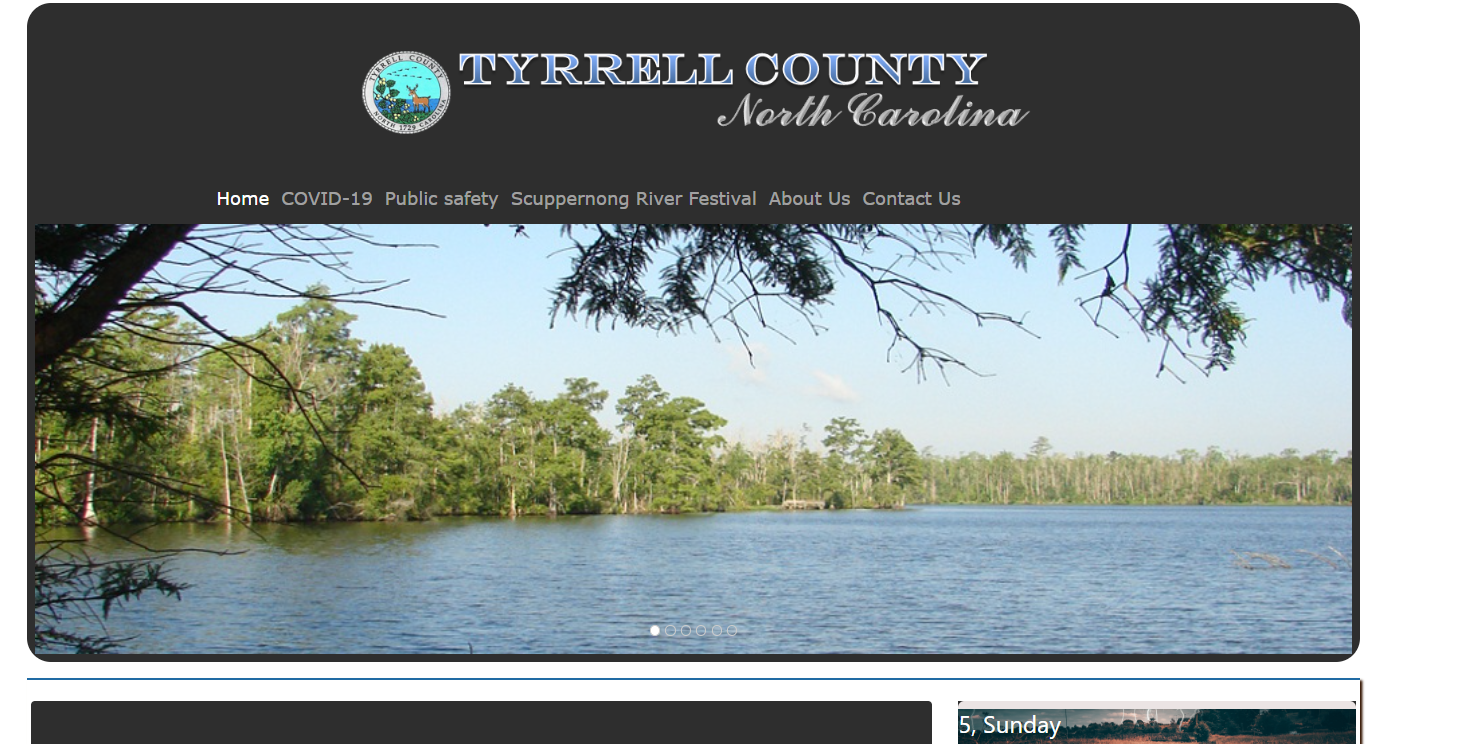 TYRRELL COUNTY
NORTH 1729 CAROLINA
TYRRELL COUNTY
North Carolina
Home COVID-19 Public safety Scuppernong River Festival About Us Contact Us
5, Sunday